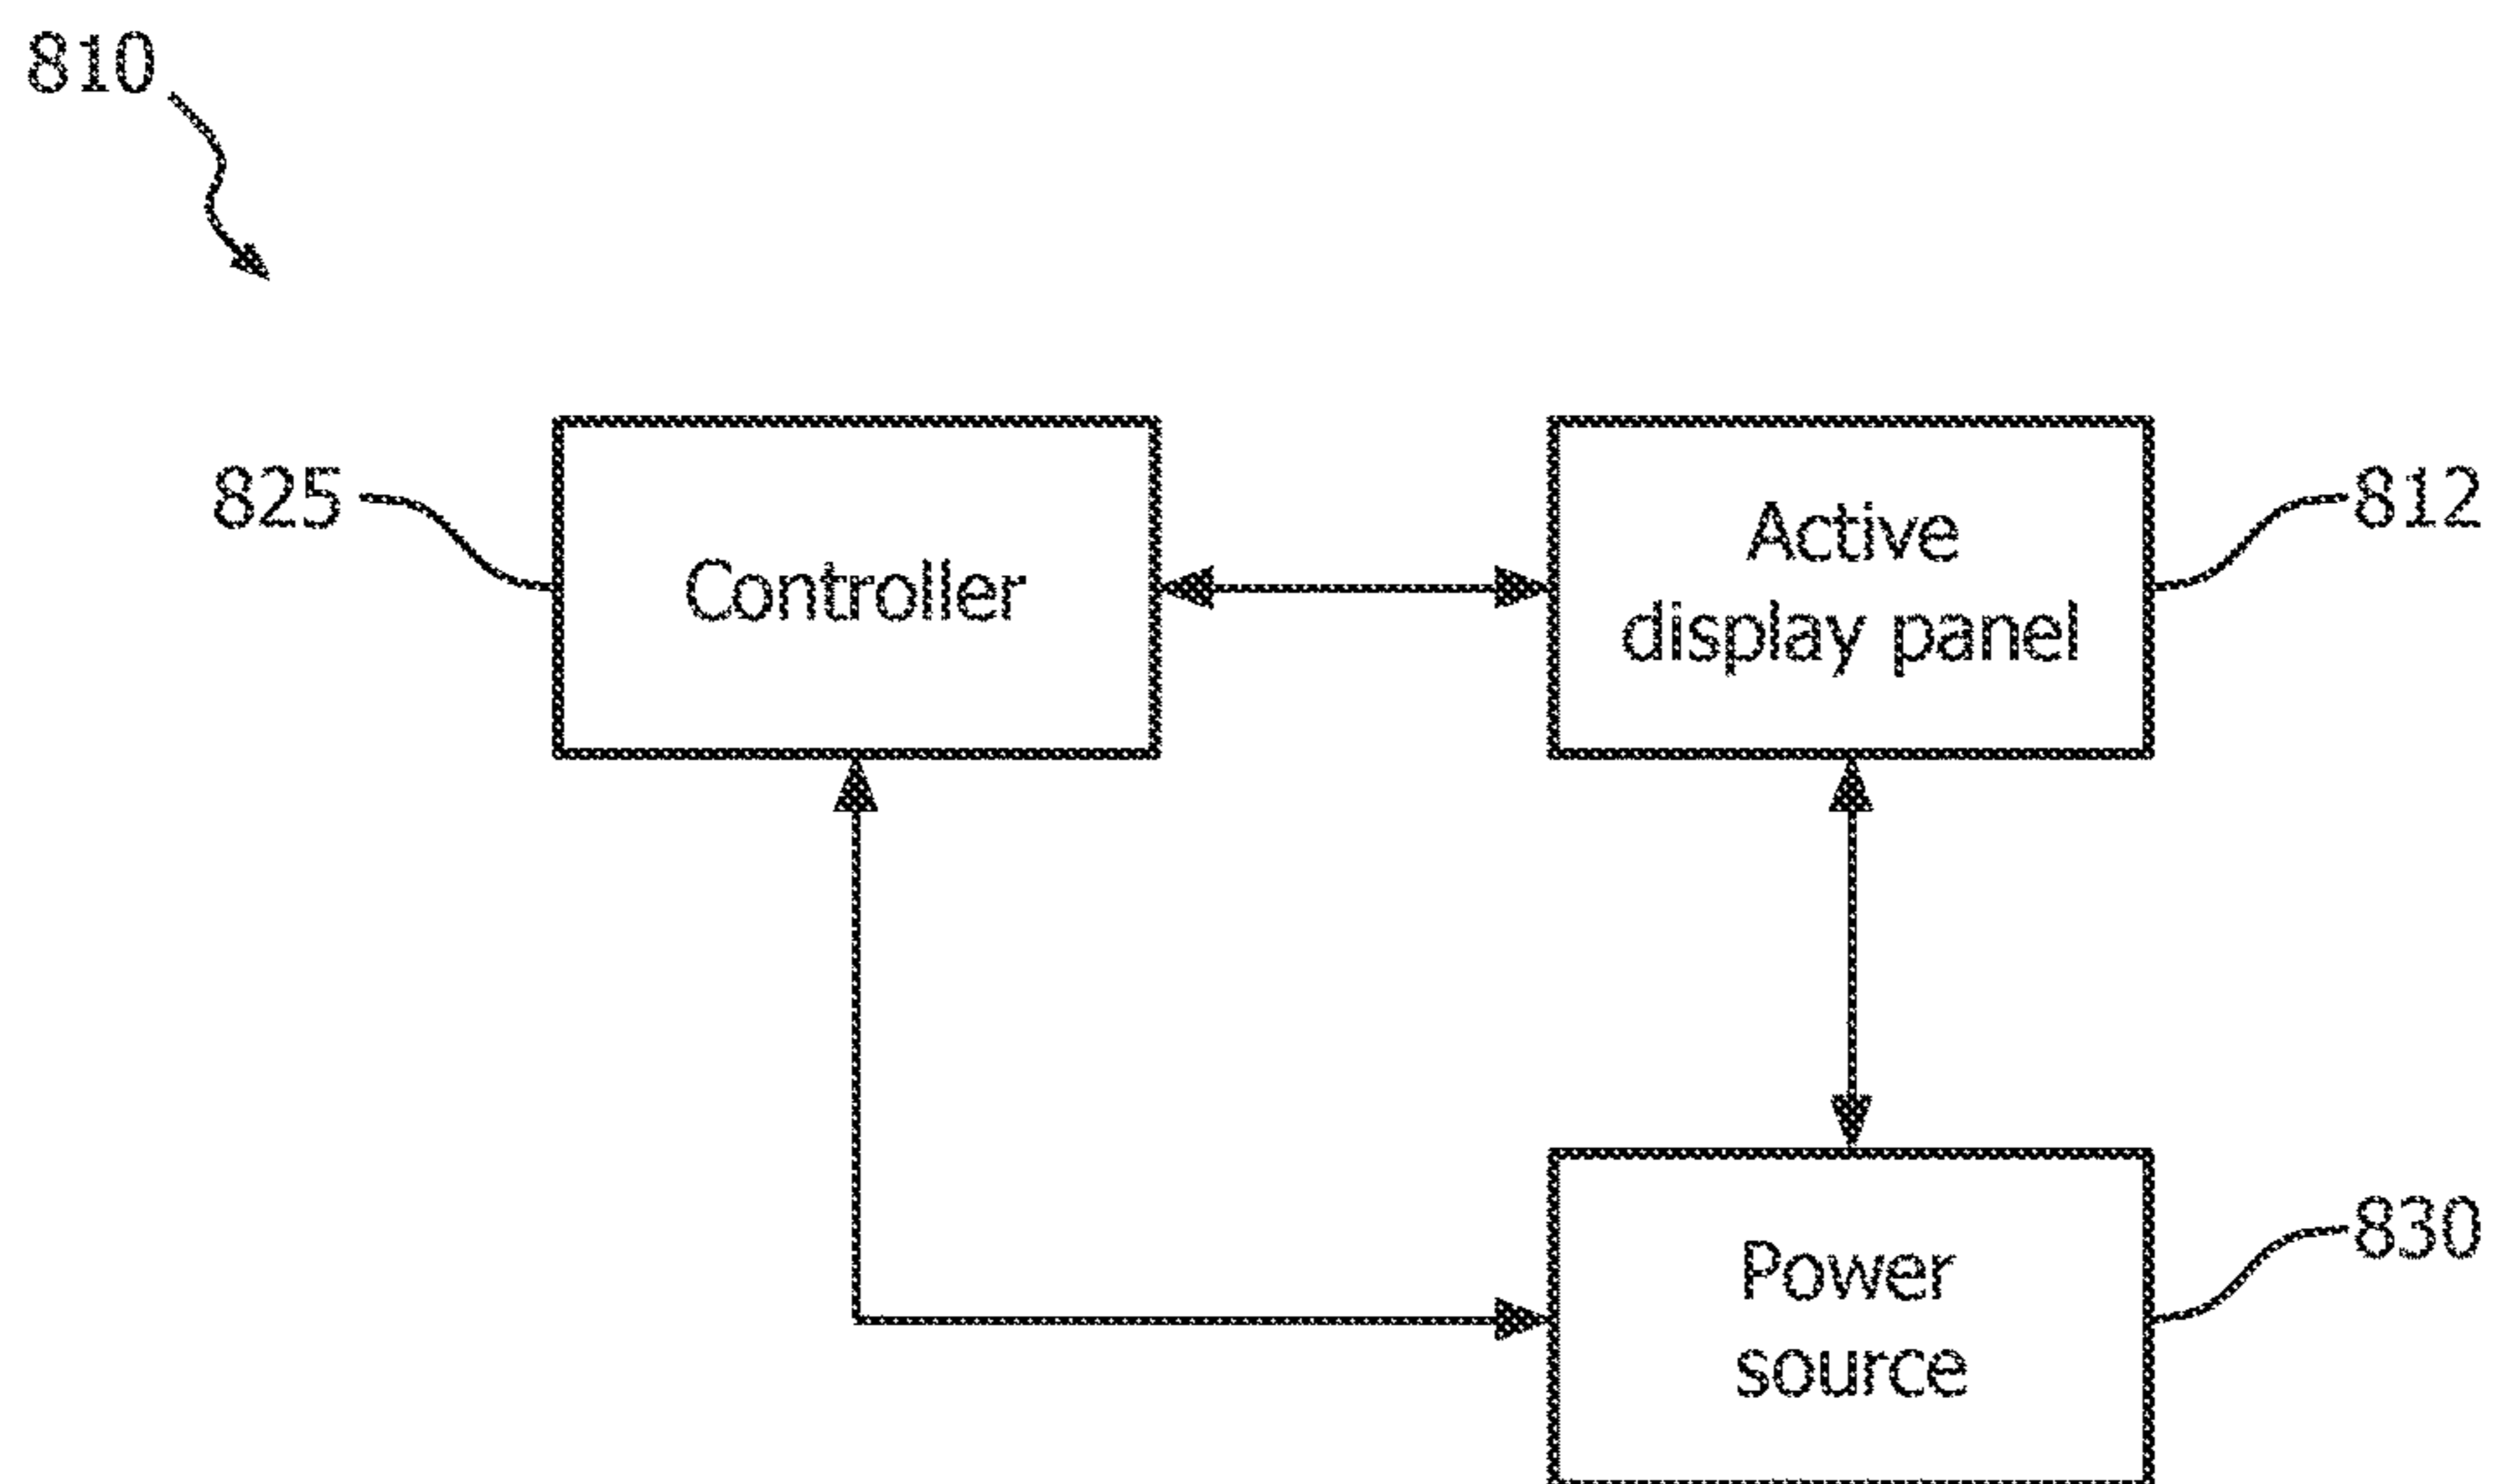 810
825
Controller
Active
display panel
812
Power
source
830